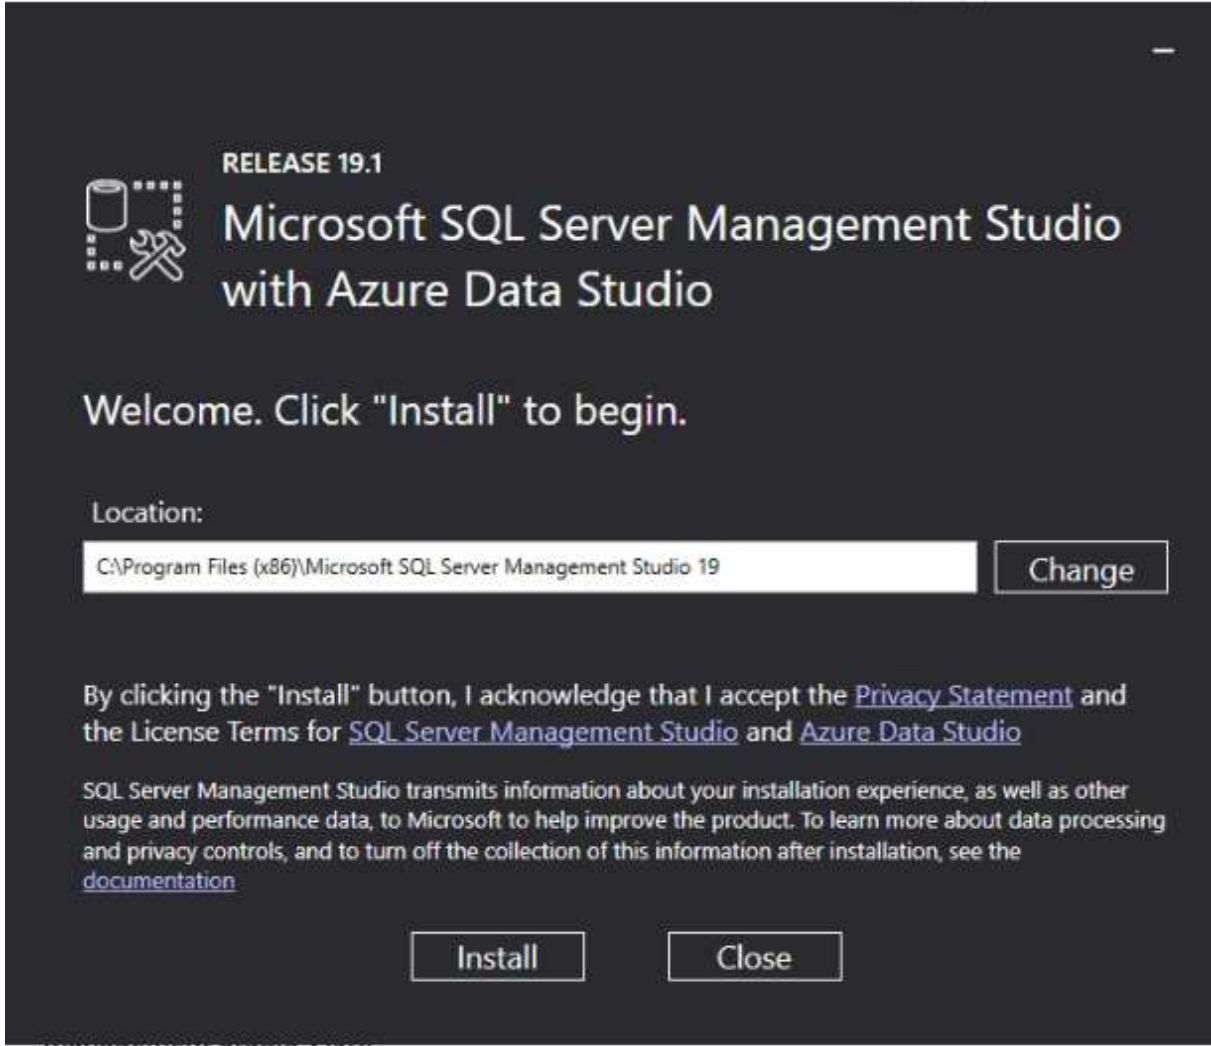 RELEASE 19.1
Microsoft SQL Server Management Studio
with Azure Data Studio
Welcome. Click "Install" to begin.
Location:
C:\Program Files (x86)\Microsoft SQL Server Management Studio 19
Change
By clicking the "Install" button, I acknowledge that I accept the Privacy Statement and
the License Terms for SQL Server Management Studio and Azure Data Studio
SQL Server Management Studio transmits information about your installation experience, as well as other
usage and performance data, to Microsoft to help improve the product. To learn more about data processing
and privacy controls, and to turn off the collection of this information after installation, see the
documentation
Install
Close